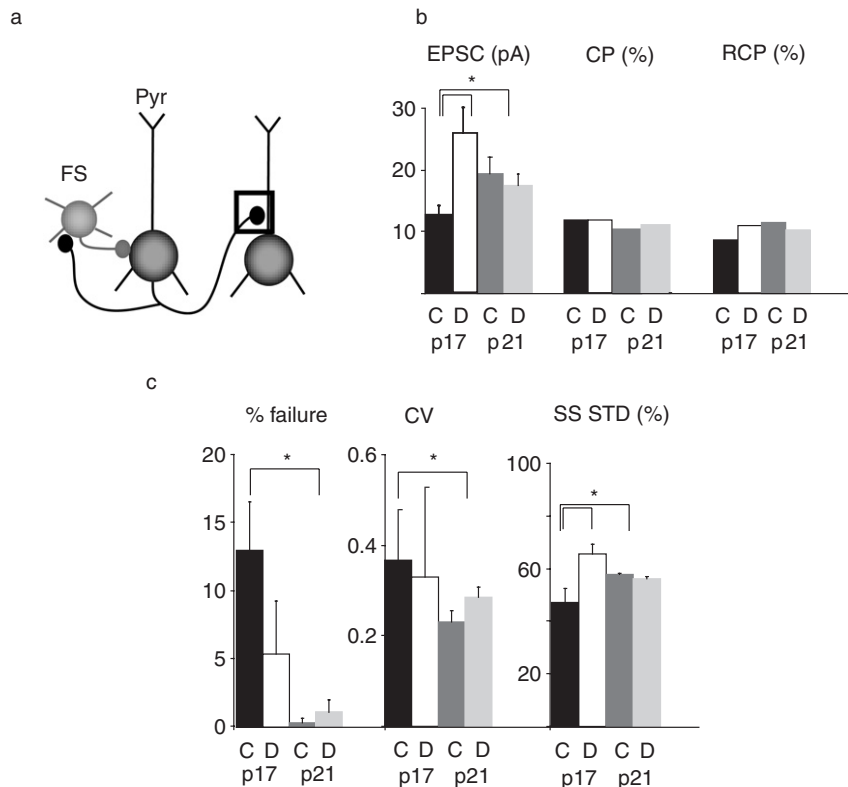 a
Pyr
FS
b
EPSC (pA)
CP (%)
RCP (%)
*
30
20
10
C D C D
p17 p21
C D C D
p17 p21
C D C D
p17 p21
c
% failure
CV
SS STD (%)
20
15
10
5
0
*
0.6
0.4
0.2
*
100
60
20
*
C D C D
p17 p21
C D C D
p17 p21
C D C D
p17 p21